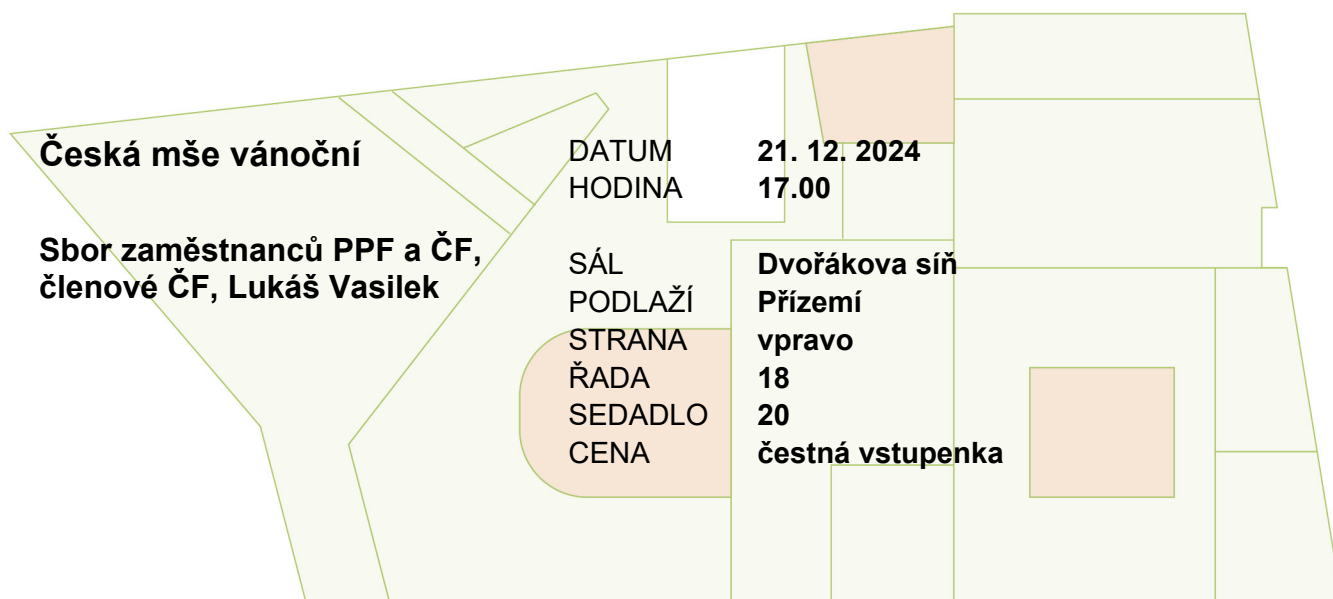 Česká mše vánoční
Sbor zaměstnanců PPF a ČF,
členové ČF, Lukáš Vasilek
DATUM 21. 12. 2024
HODINA 17.00
SÁL Dvořákova síň
PODLAŽÍ Přízemí
STRANA vpravo
ŘADA 18
SEDADLO 20
CENA čestná vstupenka